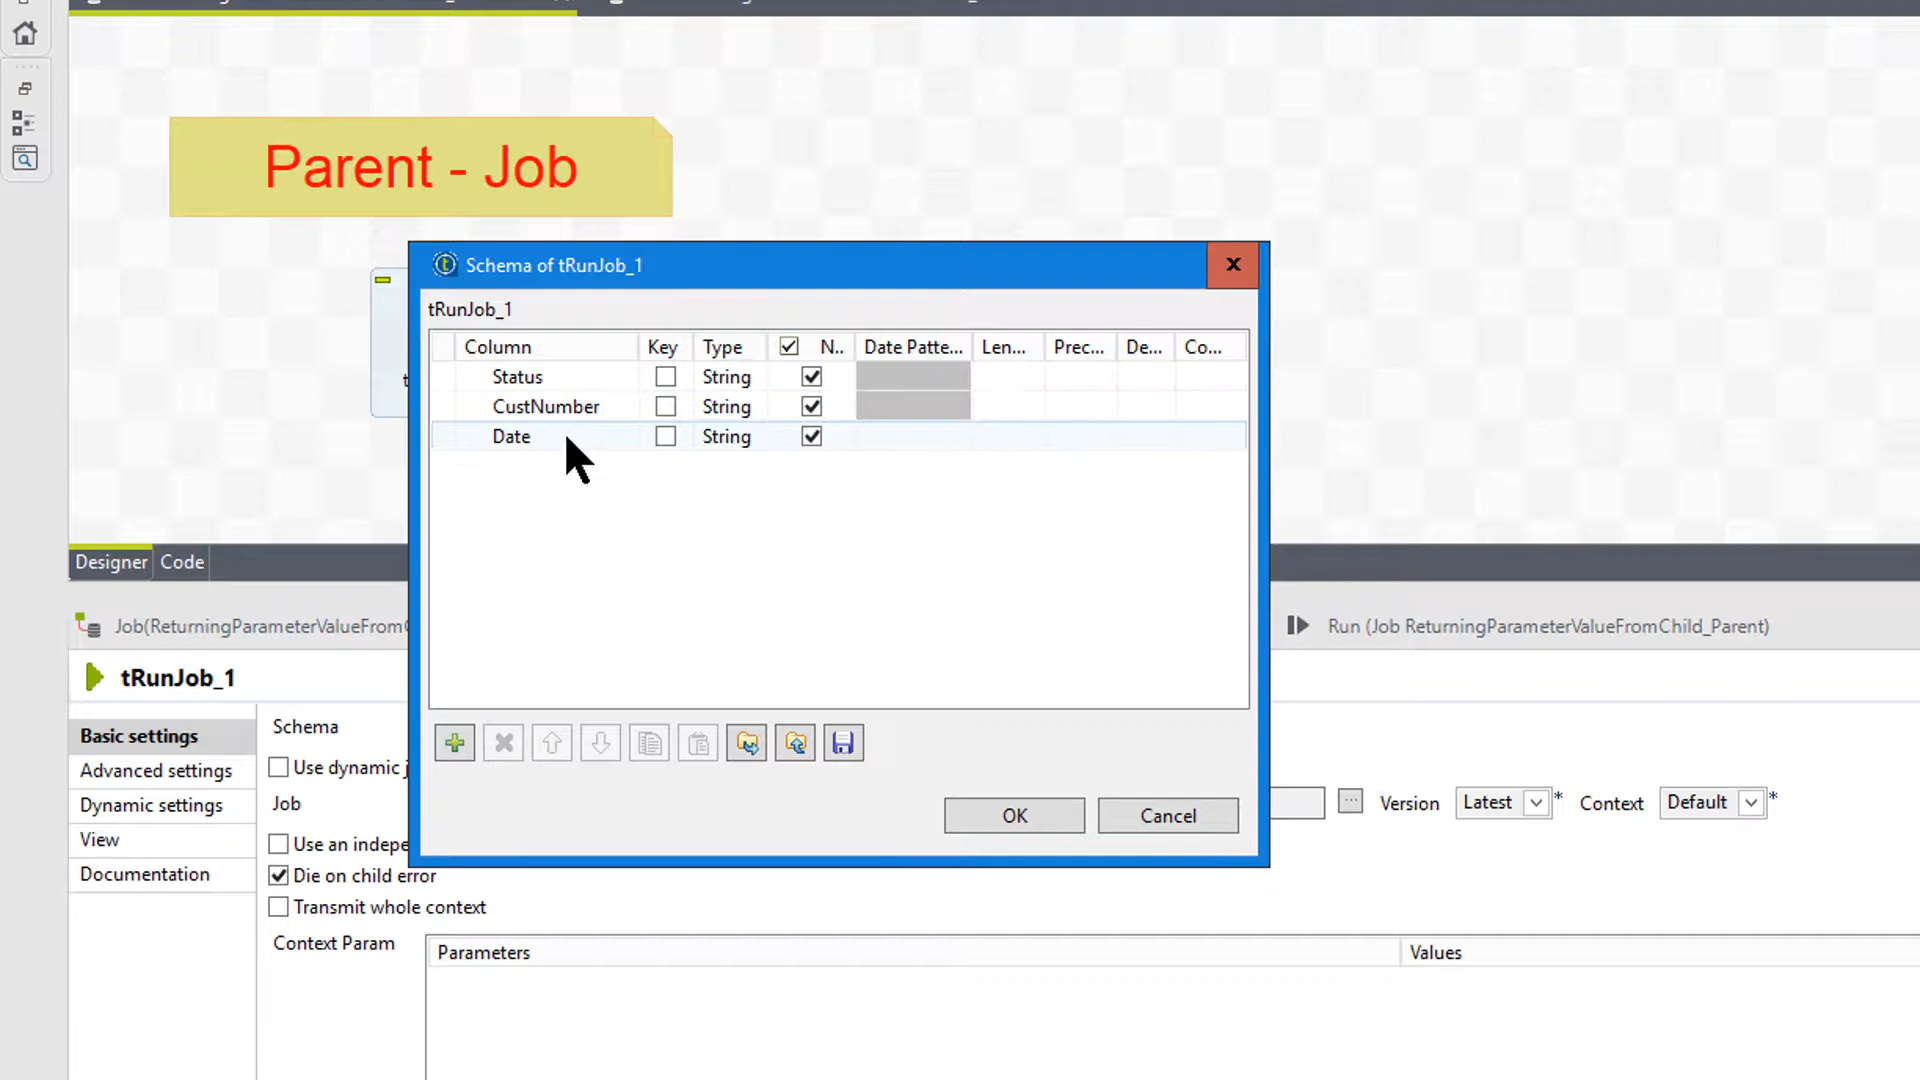 Parent - Job
Schema of tRunJob_1
x
tRunJob_1
Column Key Type N.. Date Patte... Len... Prec... De... Co...
Status String
CustNumber String
Date String
Designer Code
Job(ReturningParameterValueFrom
Run (Job ReturningParameterValueFromChild_Parent)
tRunJob_1
Basic settings
Advanced settings
Dynamic settings
View
Documentation
Schema
Use dynamic j
Job
Version Latest * Context Default *
OK Cancel
Use an indepe
Die on child error
Transmit whole context
Context Param
Parameters Values